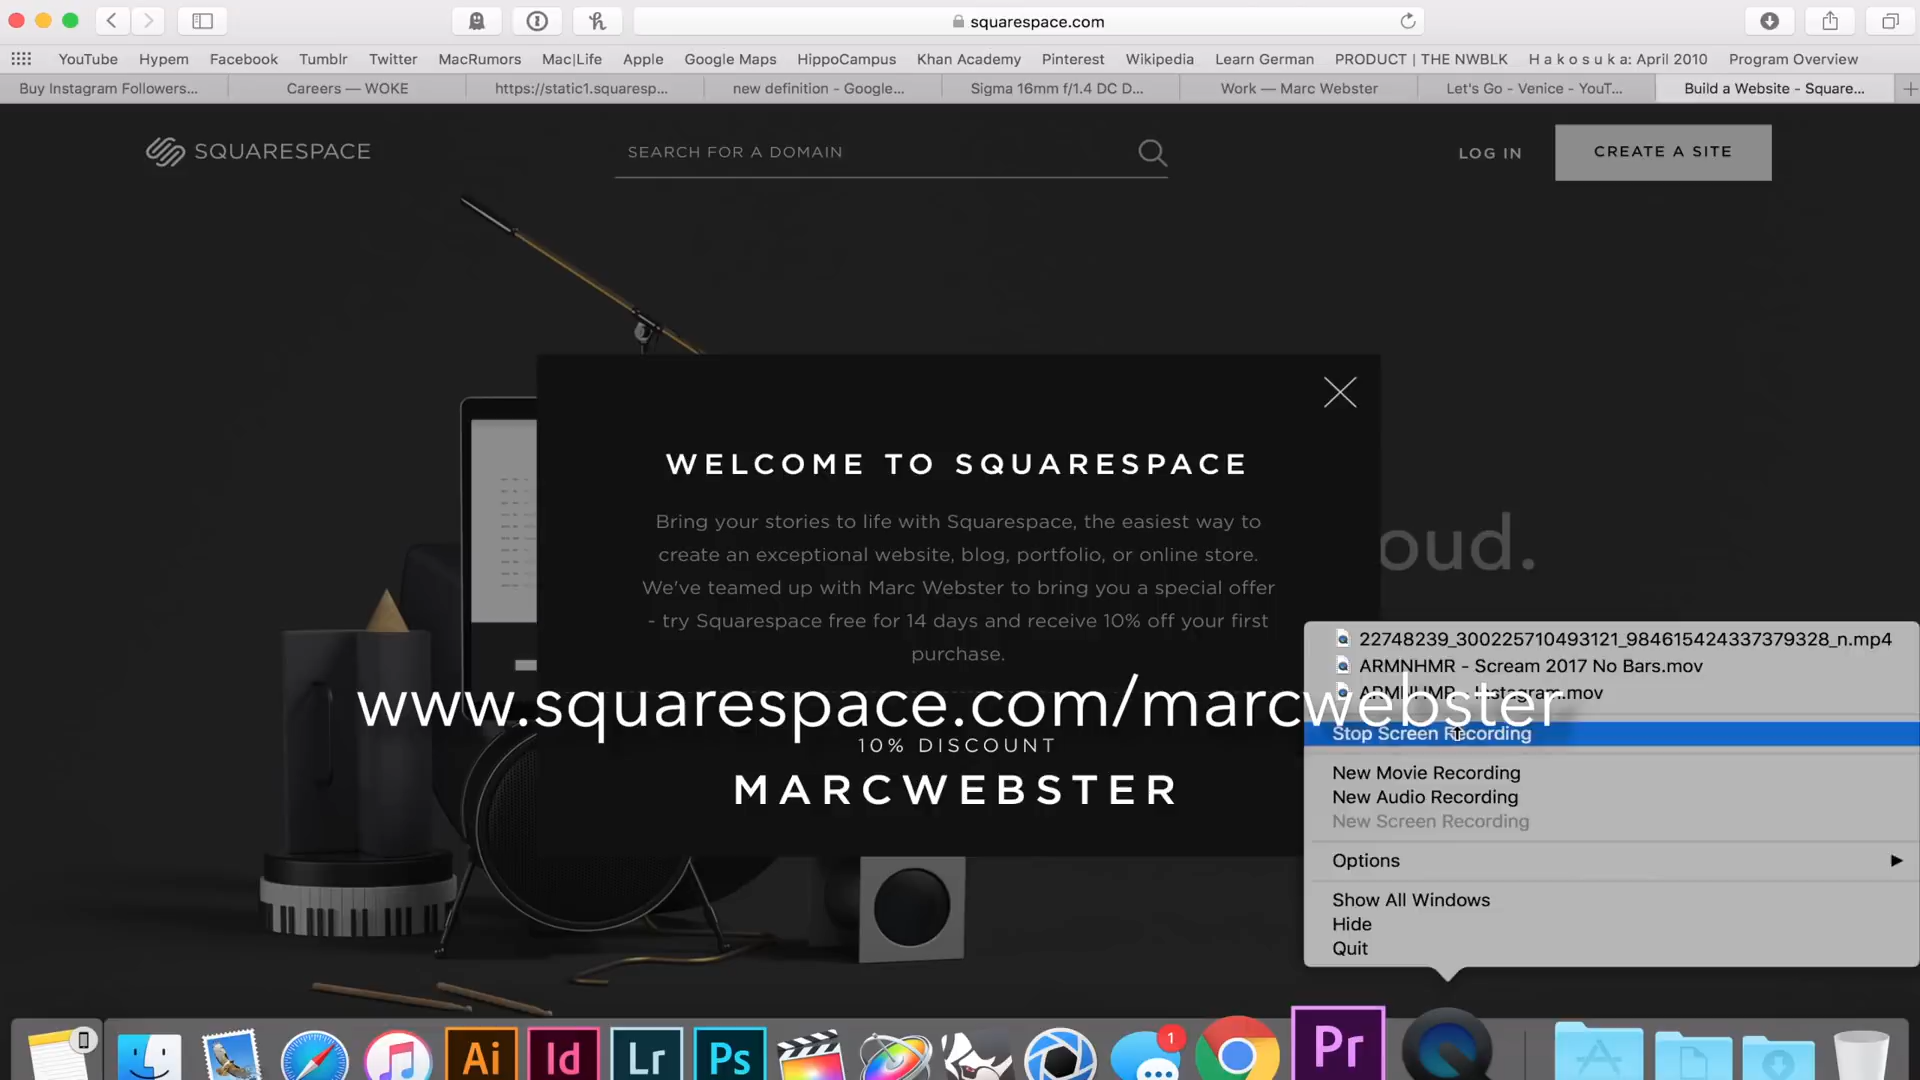 squarespace.com
YouTube Hypem Facebook Tumblr Twitter MacRumors Mac|Life Apple Google Maps HippoCampus Khan Academy Pinterest Wikipedia Learn German PRODUCT | THE NWBLK H a k o s u k a: April 2010 Program Overview
Buy Instagram Followers... Careers — WOKE https://static1.squaresp... new definition - Google... Sigma 16mm f/1.4 DC D... Work — Marc Webster Let's Go - Venice - YouT... Build a Website - Square...
SQUARESPACE SEARCH FOR A DOMAIN LOG IN CREATE A SITE
WELCOME TO SQUARESPACE
Bring your stories to life with Squarespace, the easiest way to
create an exceptional website, blog, portfolio, or online store.
We've teamed up with Marc Webster to bring you a special offer
- try Squarespace free for 14 days and receive 10% off your first
purchase.
oud.
www.squarespace.com/marcwebster
10% DISCOUNT
MARCWEBSTER
22748239_300225710493121_984615424337379328_n.mp4
ARMNHMR - Scream 2017 No Bars.mov
ARMNHMR - Instagram.mov
Stop Screen Recording
New Movie Recording
New Audio Recording
New Screen Recording
Options
Show All Windows
Hide
Quit
Ai Id Lr Ps 1 Pr